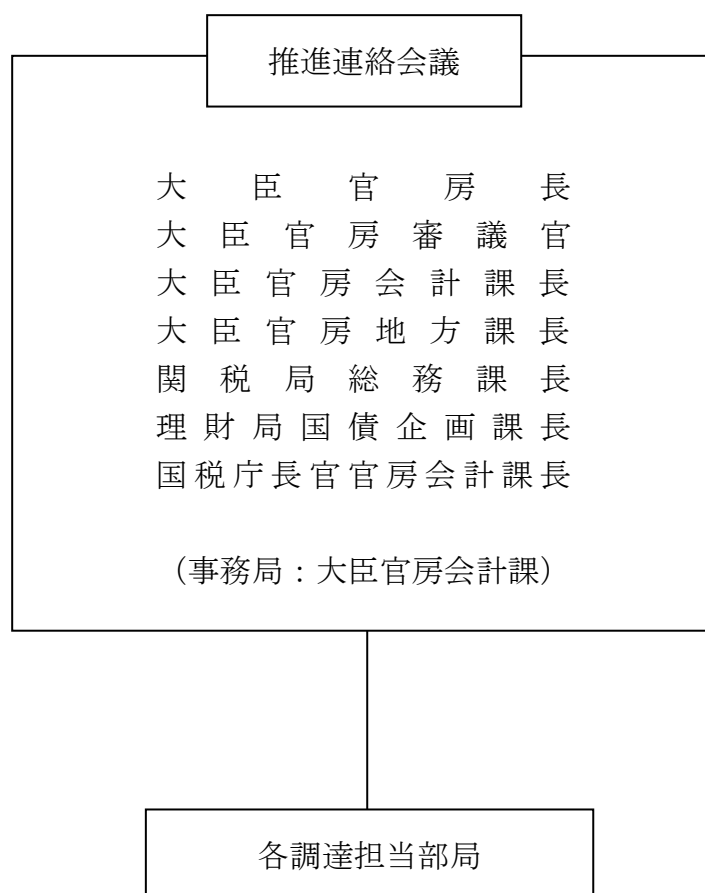 推進連絡会議
大臣官房長
大臣官房審議官
大臣官房会計課長
大臣官房地方課長
関税局総務課長
理財局国債企画課長
国税庁長官官房会計課長
（事務局：大臣官房会計課）
各調達担当部局